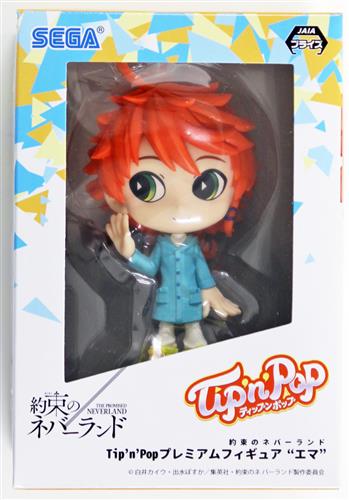 SEGA
JAIA
プライズ
約束の
ネバーランド
THE PROMISED
NEVERLAND
Tip'n'Pop
ティップ・ン・ポップ
約束のネバーランド
Tip'n'Popプレミアムフィギュア “エマ”
© 白井カイウ・出水ぽすか/集英社・約束のネバーランド製作委員会